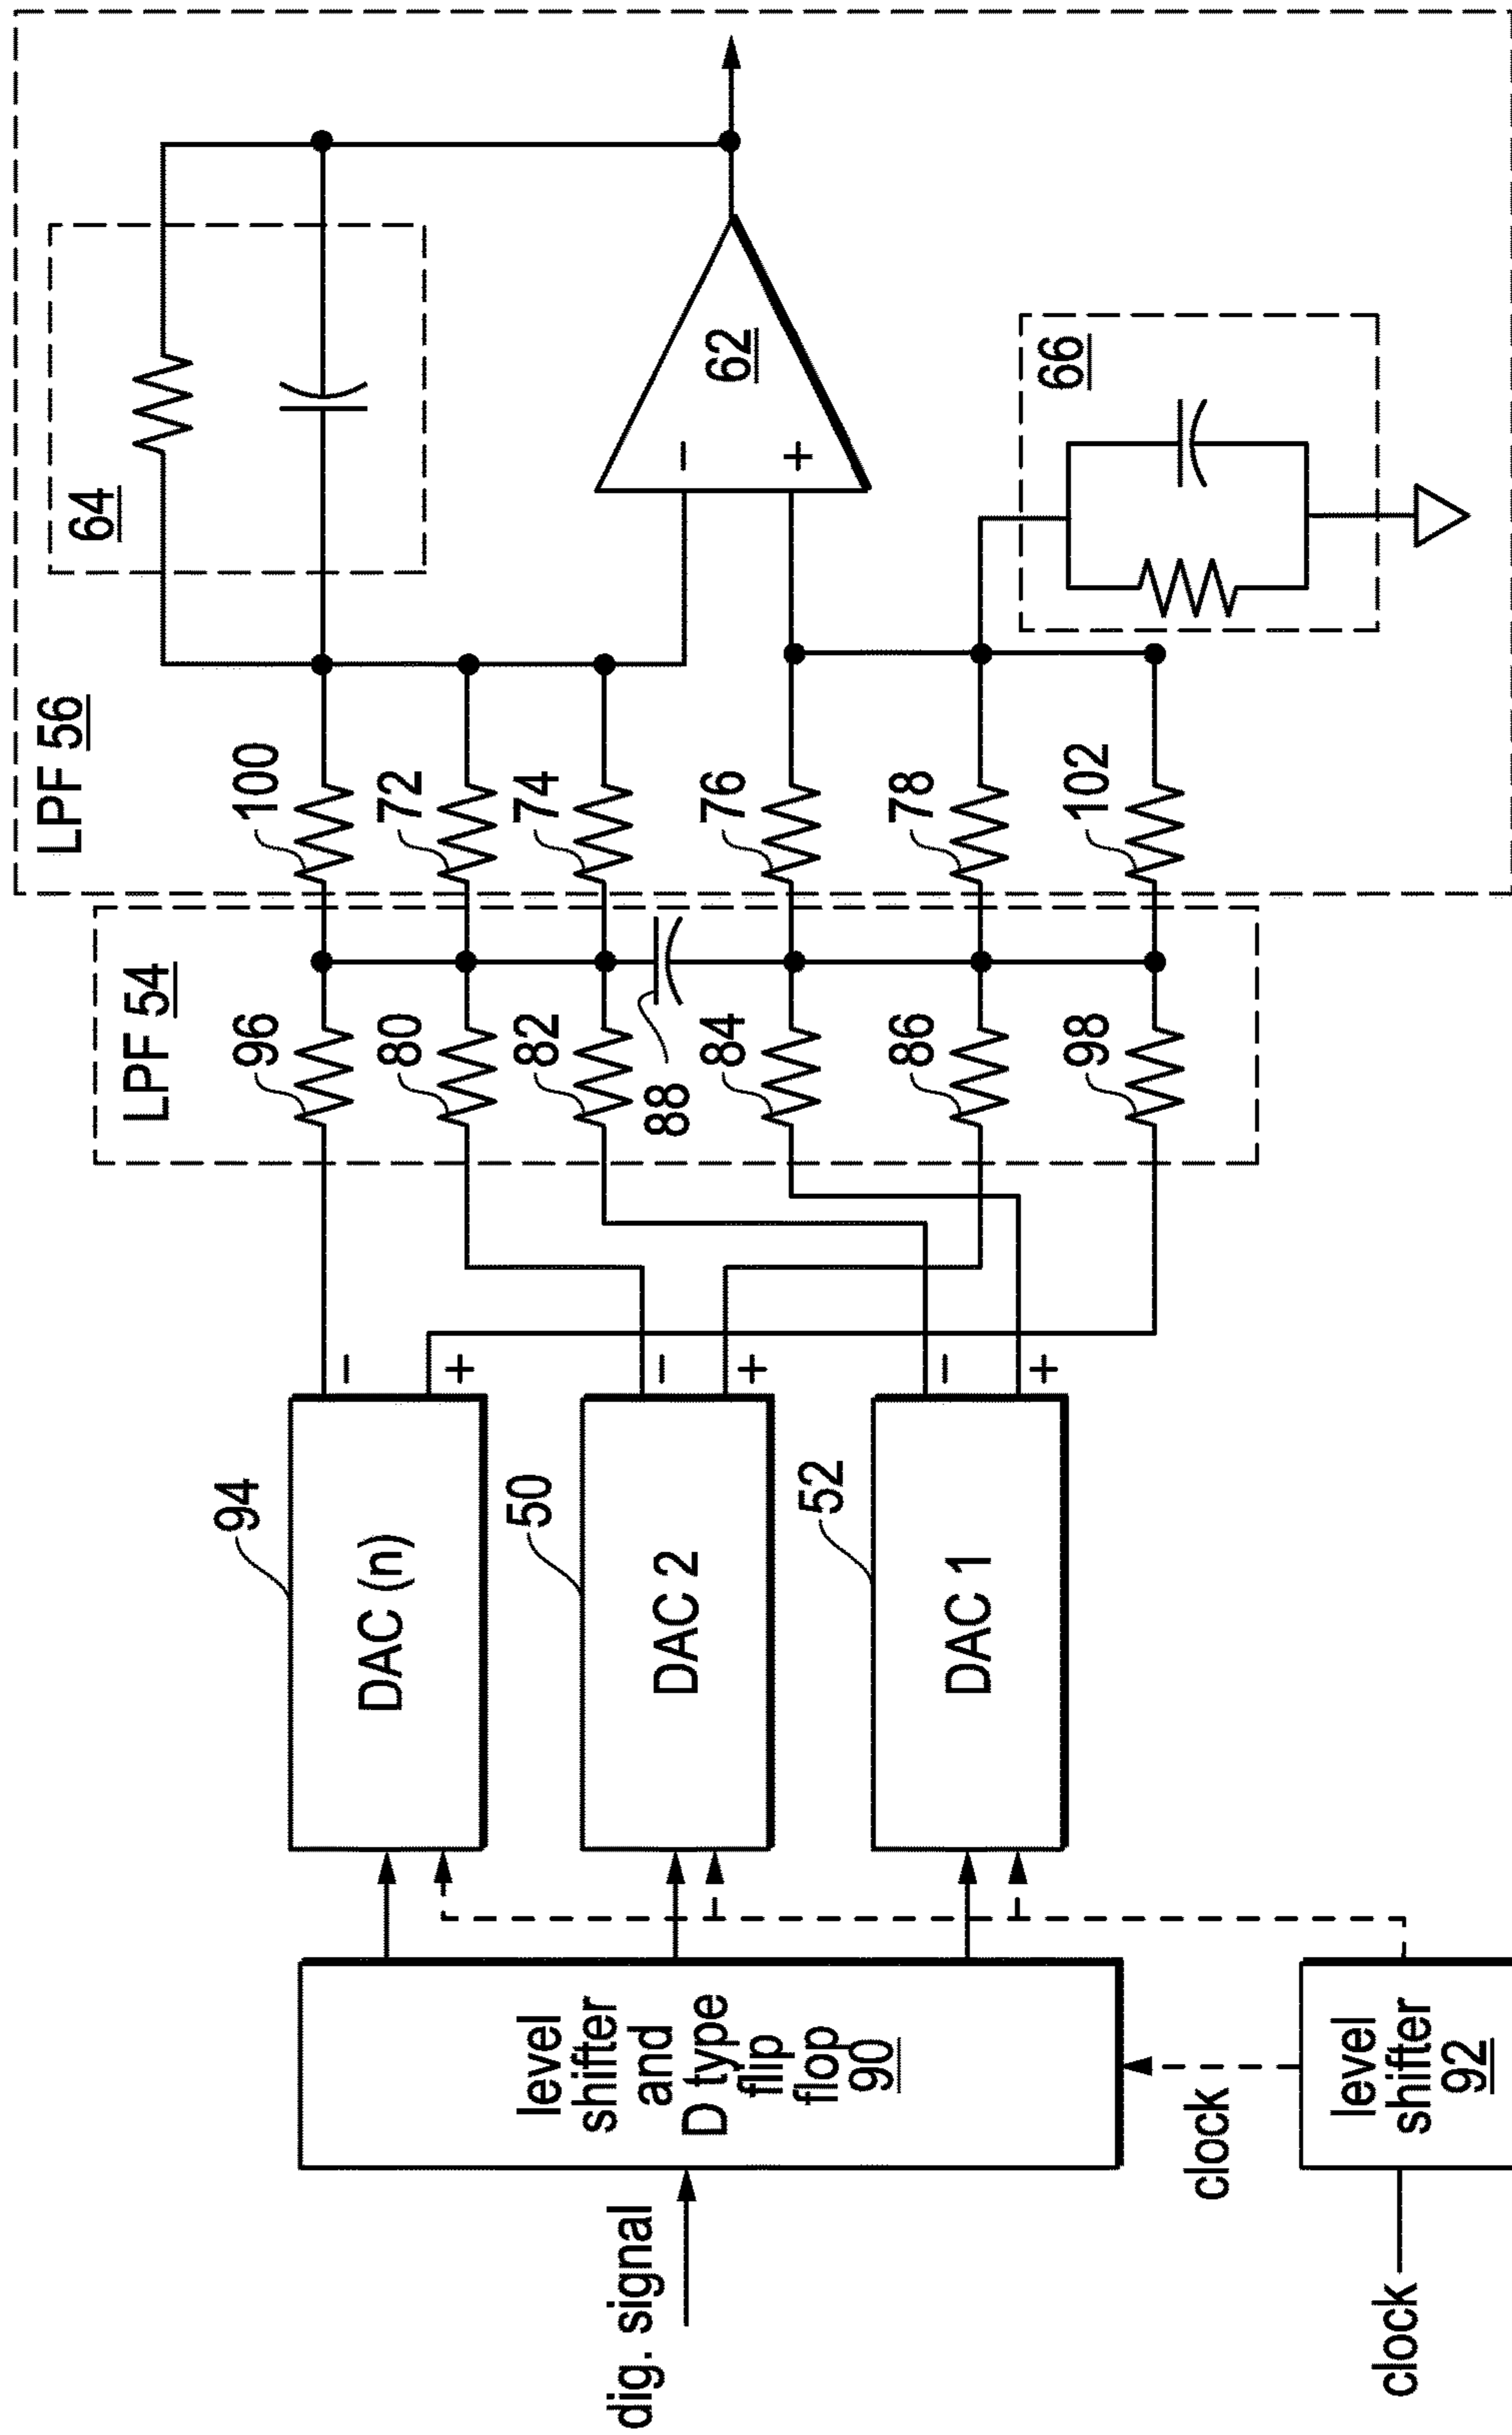 dig. signal
level
shifter
and
D type
flip
flop
90
clock
clock
level
shifter
92
94
DAC (n)
−
+
50
DAC 2
−
+
52
DAC 1
−
+
LPF 54
96
80
82
88
84
86
98
LPF 56
100
72
74
76
78
102
64
62
−
+
66